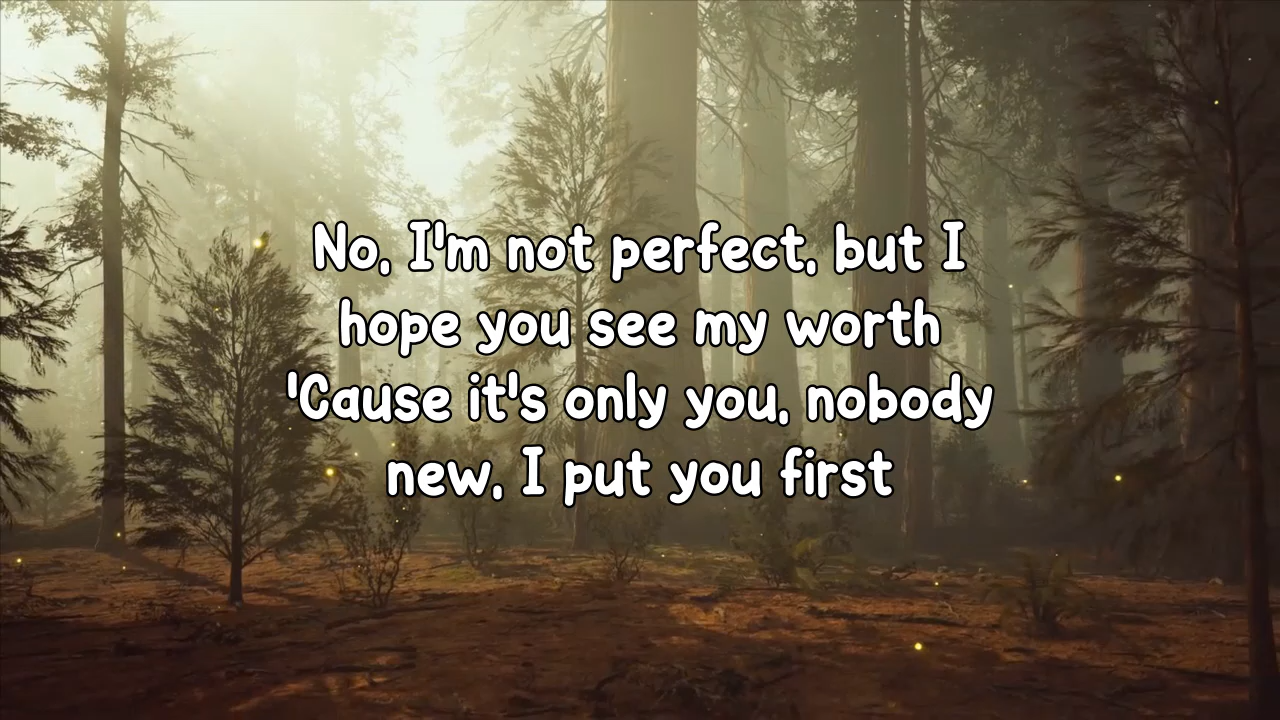 No, I'm not perfect, but I
hope you see my worth
'Cause it's only you, nobody
new, I put you first